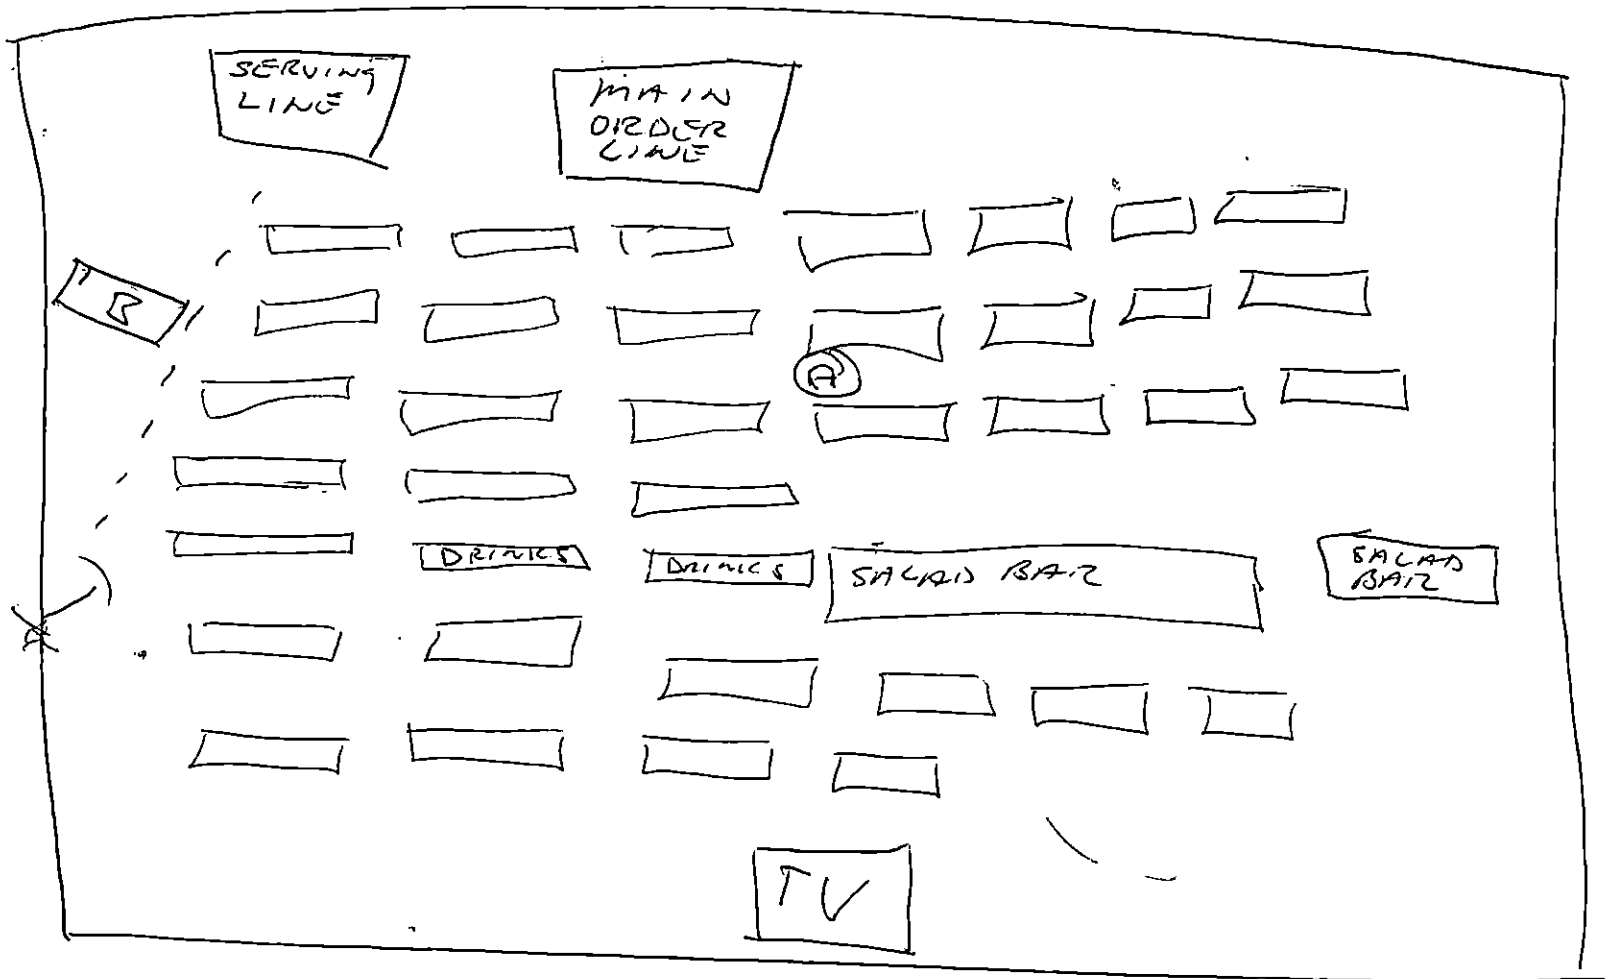 SERVING
LINE
MAIN
ORDER
LINE
B
A
DRINKS
DRINKS
SALAD BAR
SALAD
BAR
TV